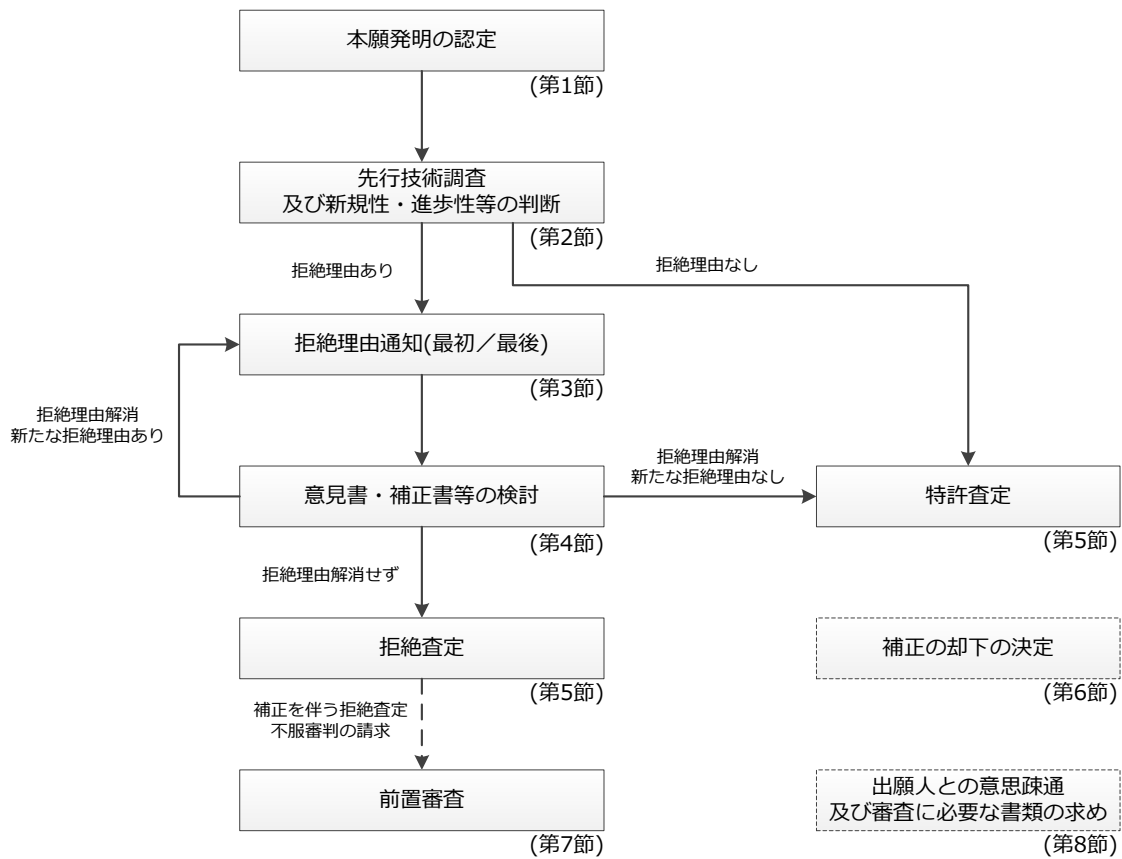 本願発明の認定
(第1節)
先行技術調査
及び新規性・進歩性等の判断
(第2節)
拒絶理由あり
拒絶理由なし
拒絶理由通知(最初／最後)
(第3節)
拒絶理由解消
新たな拒絶理由あり
拒絶理由解消
新たな拒絶理由なし
意見書・補正書等の検討
(第4節)
特許査定
(第5節)
拒絶理由解消せず
拒絶査定
(第5節)
補正の却下の決定
(第6節)
補正を伴う拒絶査定
不服審判の請求
前置審査
(第7節)
出願人との意思疎通
及び審査に必要な書類の求め
(第8節)